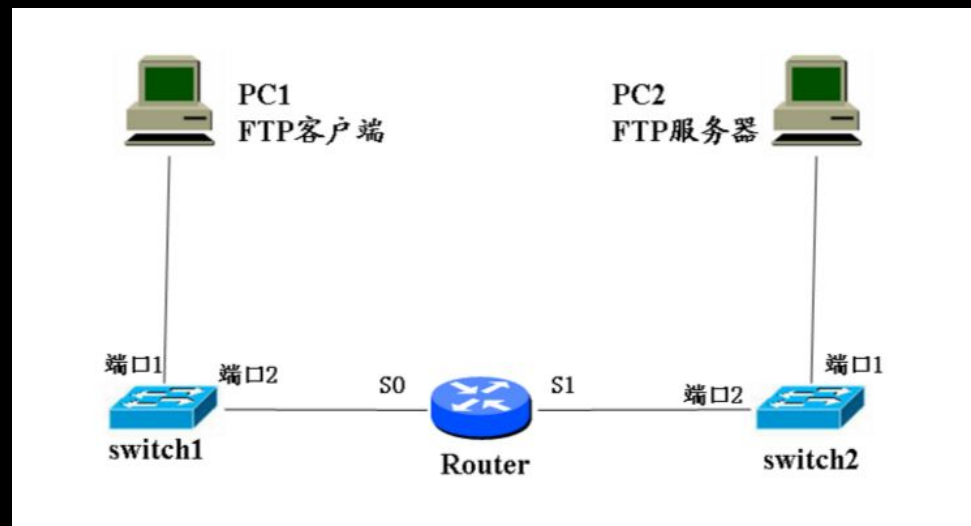 PC1
FTP客户端
PC2
FTP服务器
端口1
端口2
S0
S1
端口2
端口1
switch1
Router
switch2